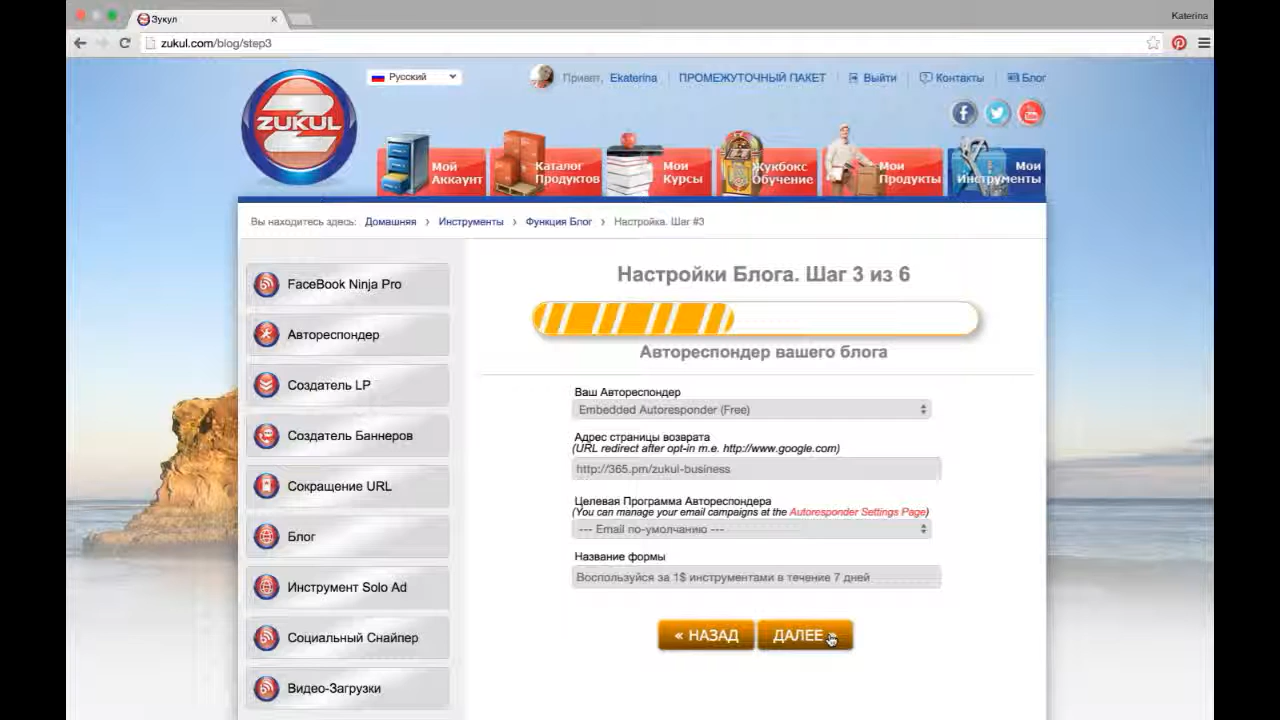 Зукул
Katerina
zukul.com/blog/step3
ZUKUL
Русский
Привет, Ekaterina
ПРОМЕЖУТОЧНЫЙ ПАКЕТ
Выйти
Контакты
Блог
Мой
Аккаунт
Каталог
Продуктов
Мои
Курсы
Жукбокс
Обучение
Мои
Продукты
Мои
Инструменты
Вы находитесь здесь: Домашняя › Инструменты › Функция Блог › Настройка. Шаг #3
FaceBook Ninja Pro
Автореспондер
Создатель LP
Создатель Баннеров
Сокращение URL
Блог
Инструмент Solo Ad
Социальный Снайпер
Видео-Загрузки
Настройки Блога. Шаг 3 из 6
Автореспондер вашего блога
Ваш Автореспондер
Embedded Autoresponder (Free)
Адрес страницы возврата
(URL redirect after opt-in m.e. http://www.google.com)
http://365.pm/zukul-business
Целевая Программа Автореспондера
(You can manage your email campaigns at the Autoresponder Settings Page)
--- Email по-умолчанию ---
Название формы
Воспользуйся за 1$ инструментами в течение 7 дней
« НАЗАД
ДАЛЕЕ »